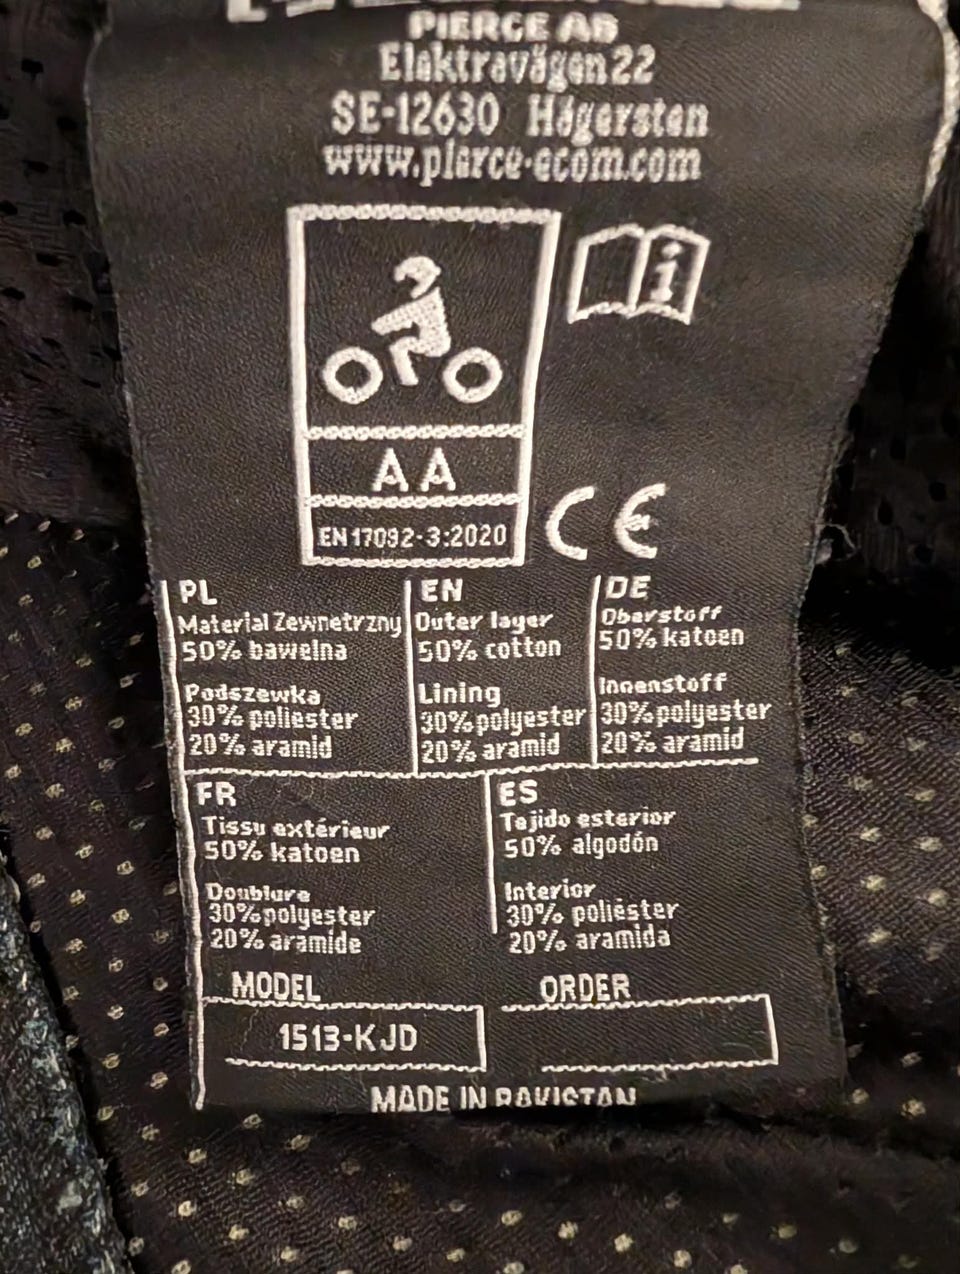 PIERCE AB
Elektravägen 22
SE-12630 Hägersten
www.pierce-ecom.com
i
AA
EN 17092-3:2020
CE
PL
Material Zewnetrzny
50% bawełna
Podszewka
30% poliester
20% aramid
EN
Outer layer
50% cotton
Lining
30% polyester
20% aramid
DE
Oberstoff
50% katoen
Innenstoff
30% polyester
20% aramid
FR
Tissu extérieur
50% katoen
Doublure
30% polyester
20% aramide
ES
Tejido esterior
50% algodón
Interior
30% poliéster
20% aramida
MODEL
1513-KJD
ORDER
MADE IN PAKISTAN